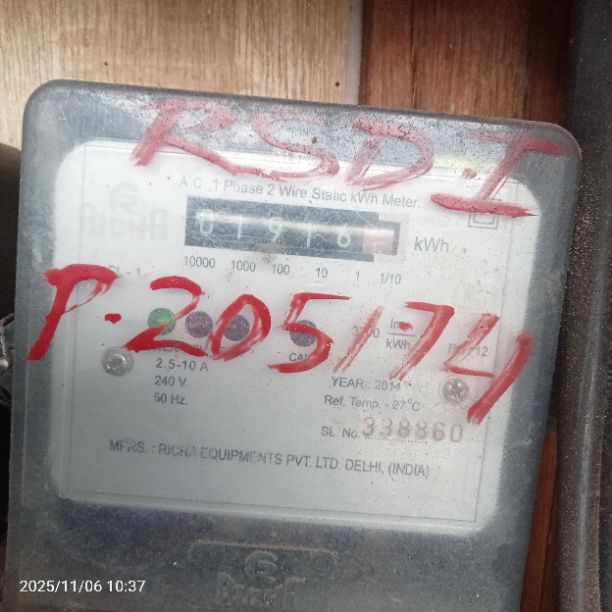 RSD-I
A.C. 1 Phase 2 Wire Static kWh Meter
RICHA
01916
kWh
10000 1000 100 10 1 1/10
P-205174
kWh
2.5-10 A
240 V.
50 Hz.
YEAR: 2014
Ref. Temp. - 27°C
SL. No. 338860
MFRS. : RICHA EQUIPMENTS PVT. LTD. DELHI, (INDIA)
2025/11/06 10:37